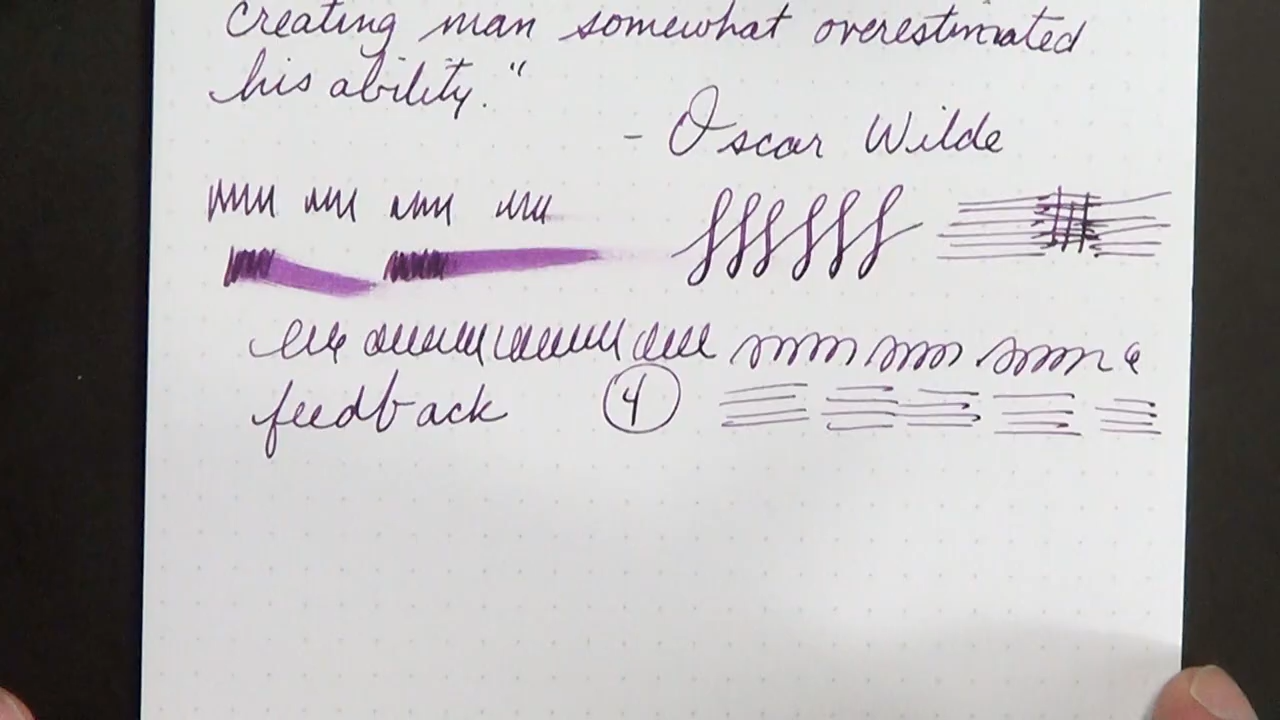 creating man somewhat overestimated
his ability."
- Oscar Wilde
feedback 4